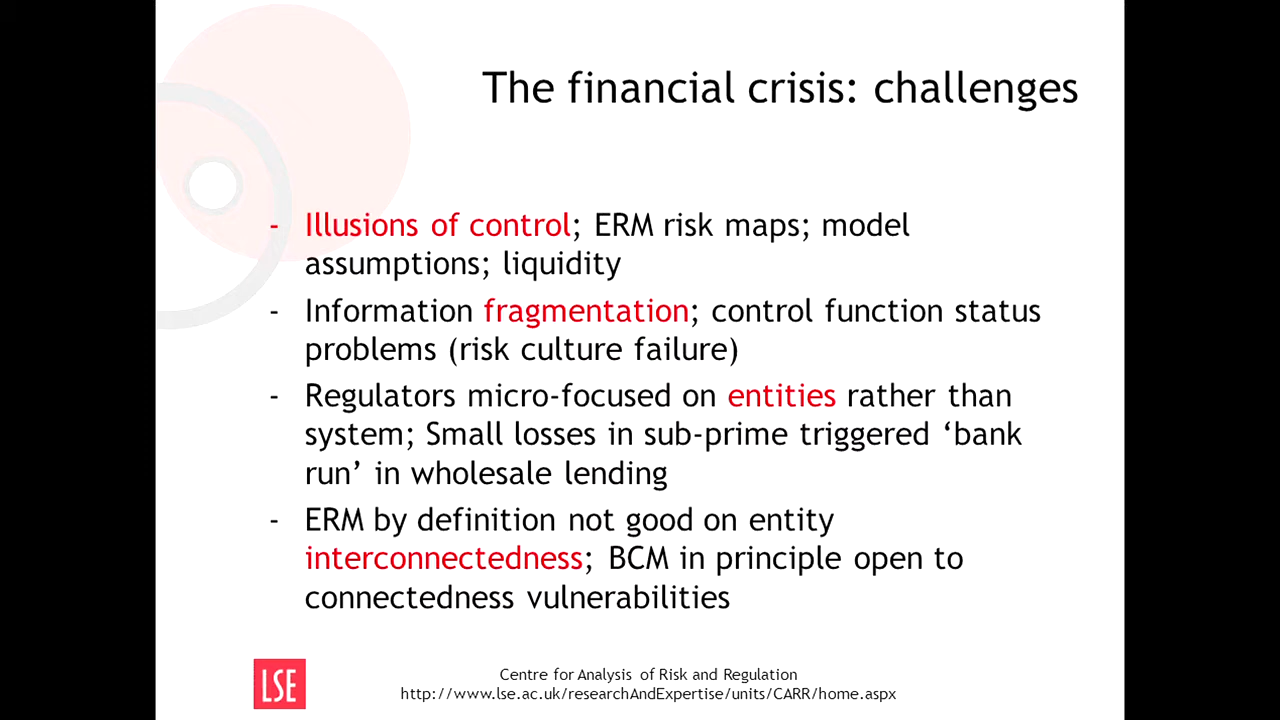 The financial crisis: challenges
- Illusions of control; ERM risk maps; model
assumptions; liquidity
- Information fragmentation; control function status
problems (risk culture failure)
- Regulators micro-focused on entities rather than
system; Small losses in sub-prime triggered ‘bank
run’ in wholesale lending
- ERM by definition not good on entity
interconnectedness; BCM in principle open to
connectedness vulnerabilities
LSE
Centre for Analysis of Risk and Regulation
http://www.lse.ac.uk/researchAndExpertise/units/CARR/home.aspx